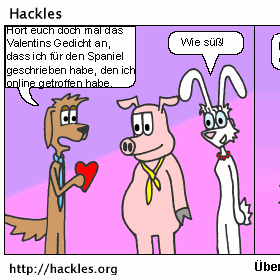 Hackles
Hört euch doch mal das
Valentins Gedicht an,
dass ich für den Spaniel
geschrieben habe, den ich
online getroffen habe.
Wie süß!
http://hackles.org
Über